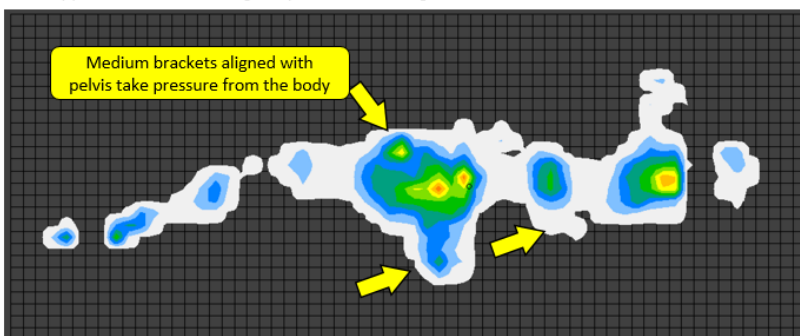 Medium brackets aligned with
pelvis take pressure from the body